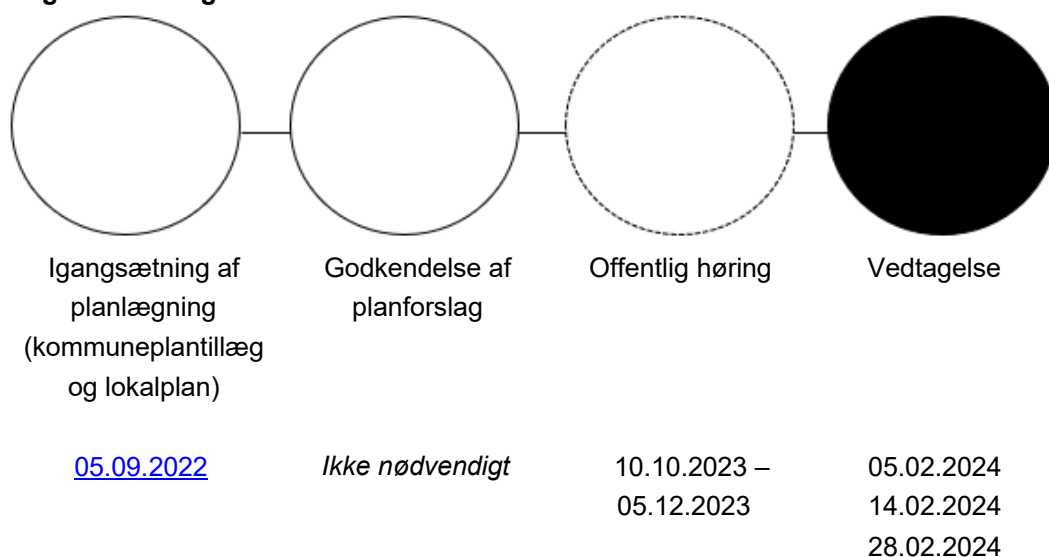 Igangsætning af
planlægning
(kommuneplantillæg
og lokalplan)
Godkendelse af
planforslag
Offentlig høring
Vedtagelse
05.09.2022
Ikke nødvendigt
10.10.2023 –
05.12.2023
05.02.2024
14.02.2024
28.02.2024